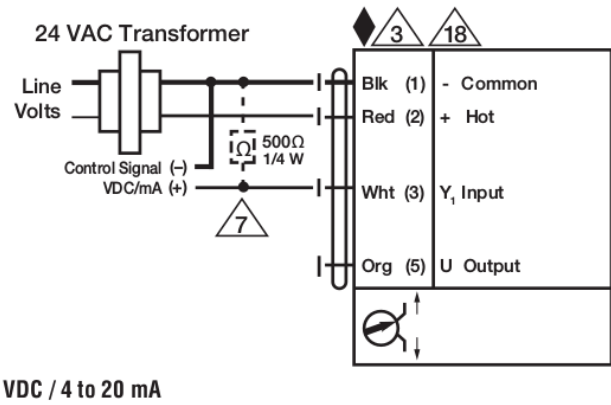 24 VAC Transformer
3
18
Line
Volts
Blk (1) - Common
Red (2) + Hot
Ω
500Ω
1/4 W
Control Signal (–)
VDC/mA (+)
Wht (3) Y1 Input
7
Org (5) U Output
VDC / 4 to 20 mA